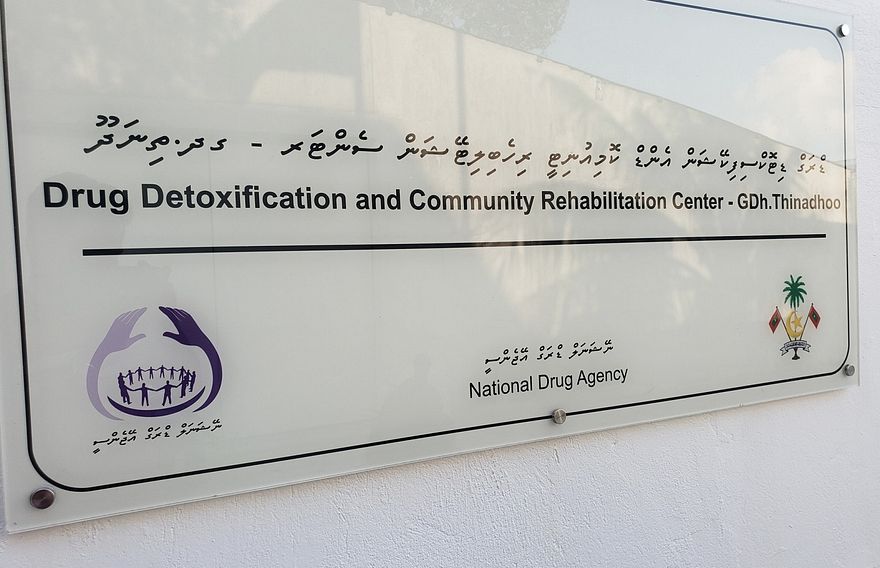 ޑްރަގް ޑިޓޮކްސިފިކޭޝަން އެންޑް ކޮމިއުނިޓީ ރިހެބިލިޓޭޝަން ސެންޓަރ - ގދ.ތިނަދޫ
Drug Detoxification and Community Rehabilitation Center - GDh.Thinadhoo
ނޭޝަނަލް ޑްރަގް އޭޖެންސީ
National Drug Agency
ނޭޝަނަލް ޑްރަގް އޭޖެންސީ